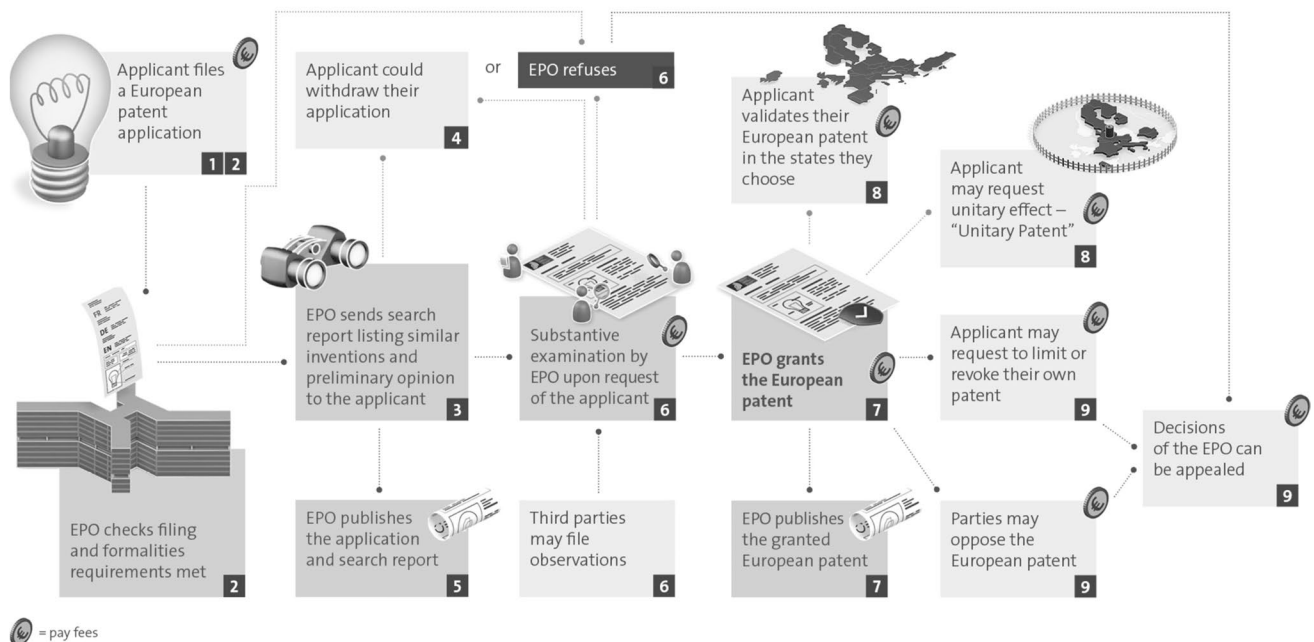 Applicant files
a European
patent
application
1 2
Applicant could
withdraw their
application
4
or
EPO refuses
6
Applicant
validates their
European patent
in the states they
choose
8
Applicant
may request
unitary effect –
“Unitary Patent”
8
FR
DE
EN
EPO sends search
report listing similar
inventions and
preliminary opinion
to the applicant
3
Substantive
examination by
EPO upon request
of the applicant
6
EPO grants
the European
patent
7
Applicant may
request to limit or
revoke their own
patent
9
Decisions
of the EPO can
be appealed
9
EPO checks filing
and formalities
requirements met
2
EPO publishes
the application
and search report
5
Third parties
may file
observations
6
EPO publishes
the granted
European patent
7
Parties may
oppose the
European patent
9
€ = pay fees